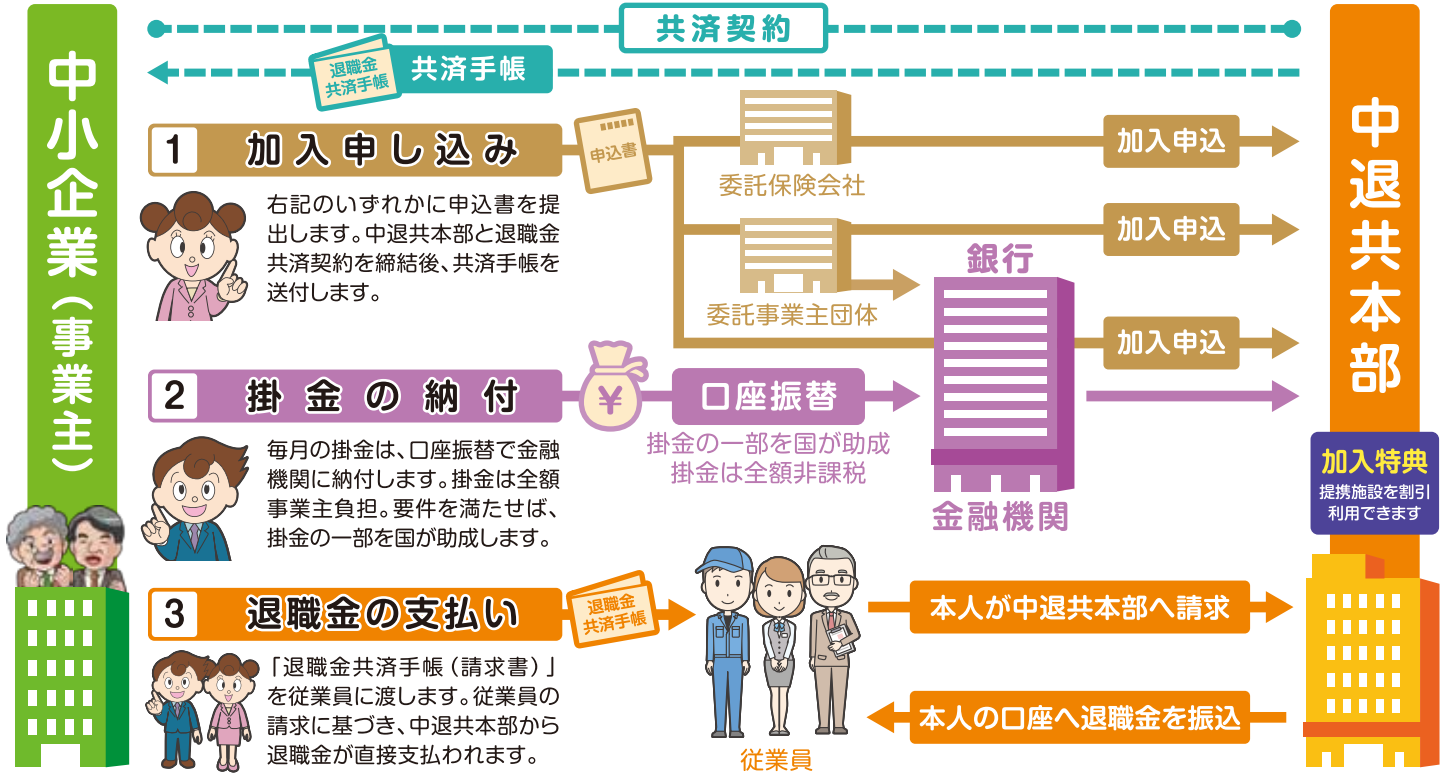 中小企業（事業主）
共済契約
退職金
共済手帳
共済手帳
中退共本部
1
加入申し込み
申込書
右記のいずれかに申込書を提
出します。中退共本部と退職金
共済契約を締結後、共済手帳を
送付します。
委託保険会社
加入申込
委託事業主団体
加入申込
銀行
加入申込
2
掛金の納付
¥
口座振替
掛金の一部を国が助成
掛金は全額非課税
毎月の掛金は、口座振替で金融
機関に納付します。掛金は全額
事業主負担。要件を満たせば、
掛金の一部を国が助成します。
金融機関
加入特典
提携施設を割引
利用できます
3
退職金の支払い
退職金
共済手帳
「退職金共済手帳（請求書）」
を従業員に渡します。従業員の
請求に基づき、中退共本部から
退職金が直接支払われます。
従業員
本人が中退共本部へ請求
本人の口座へ退職金を振込